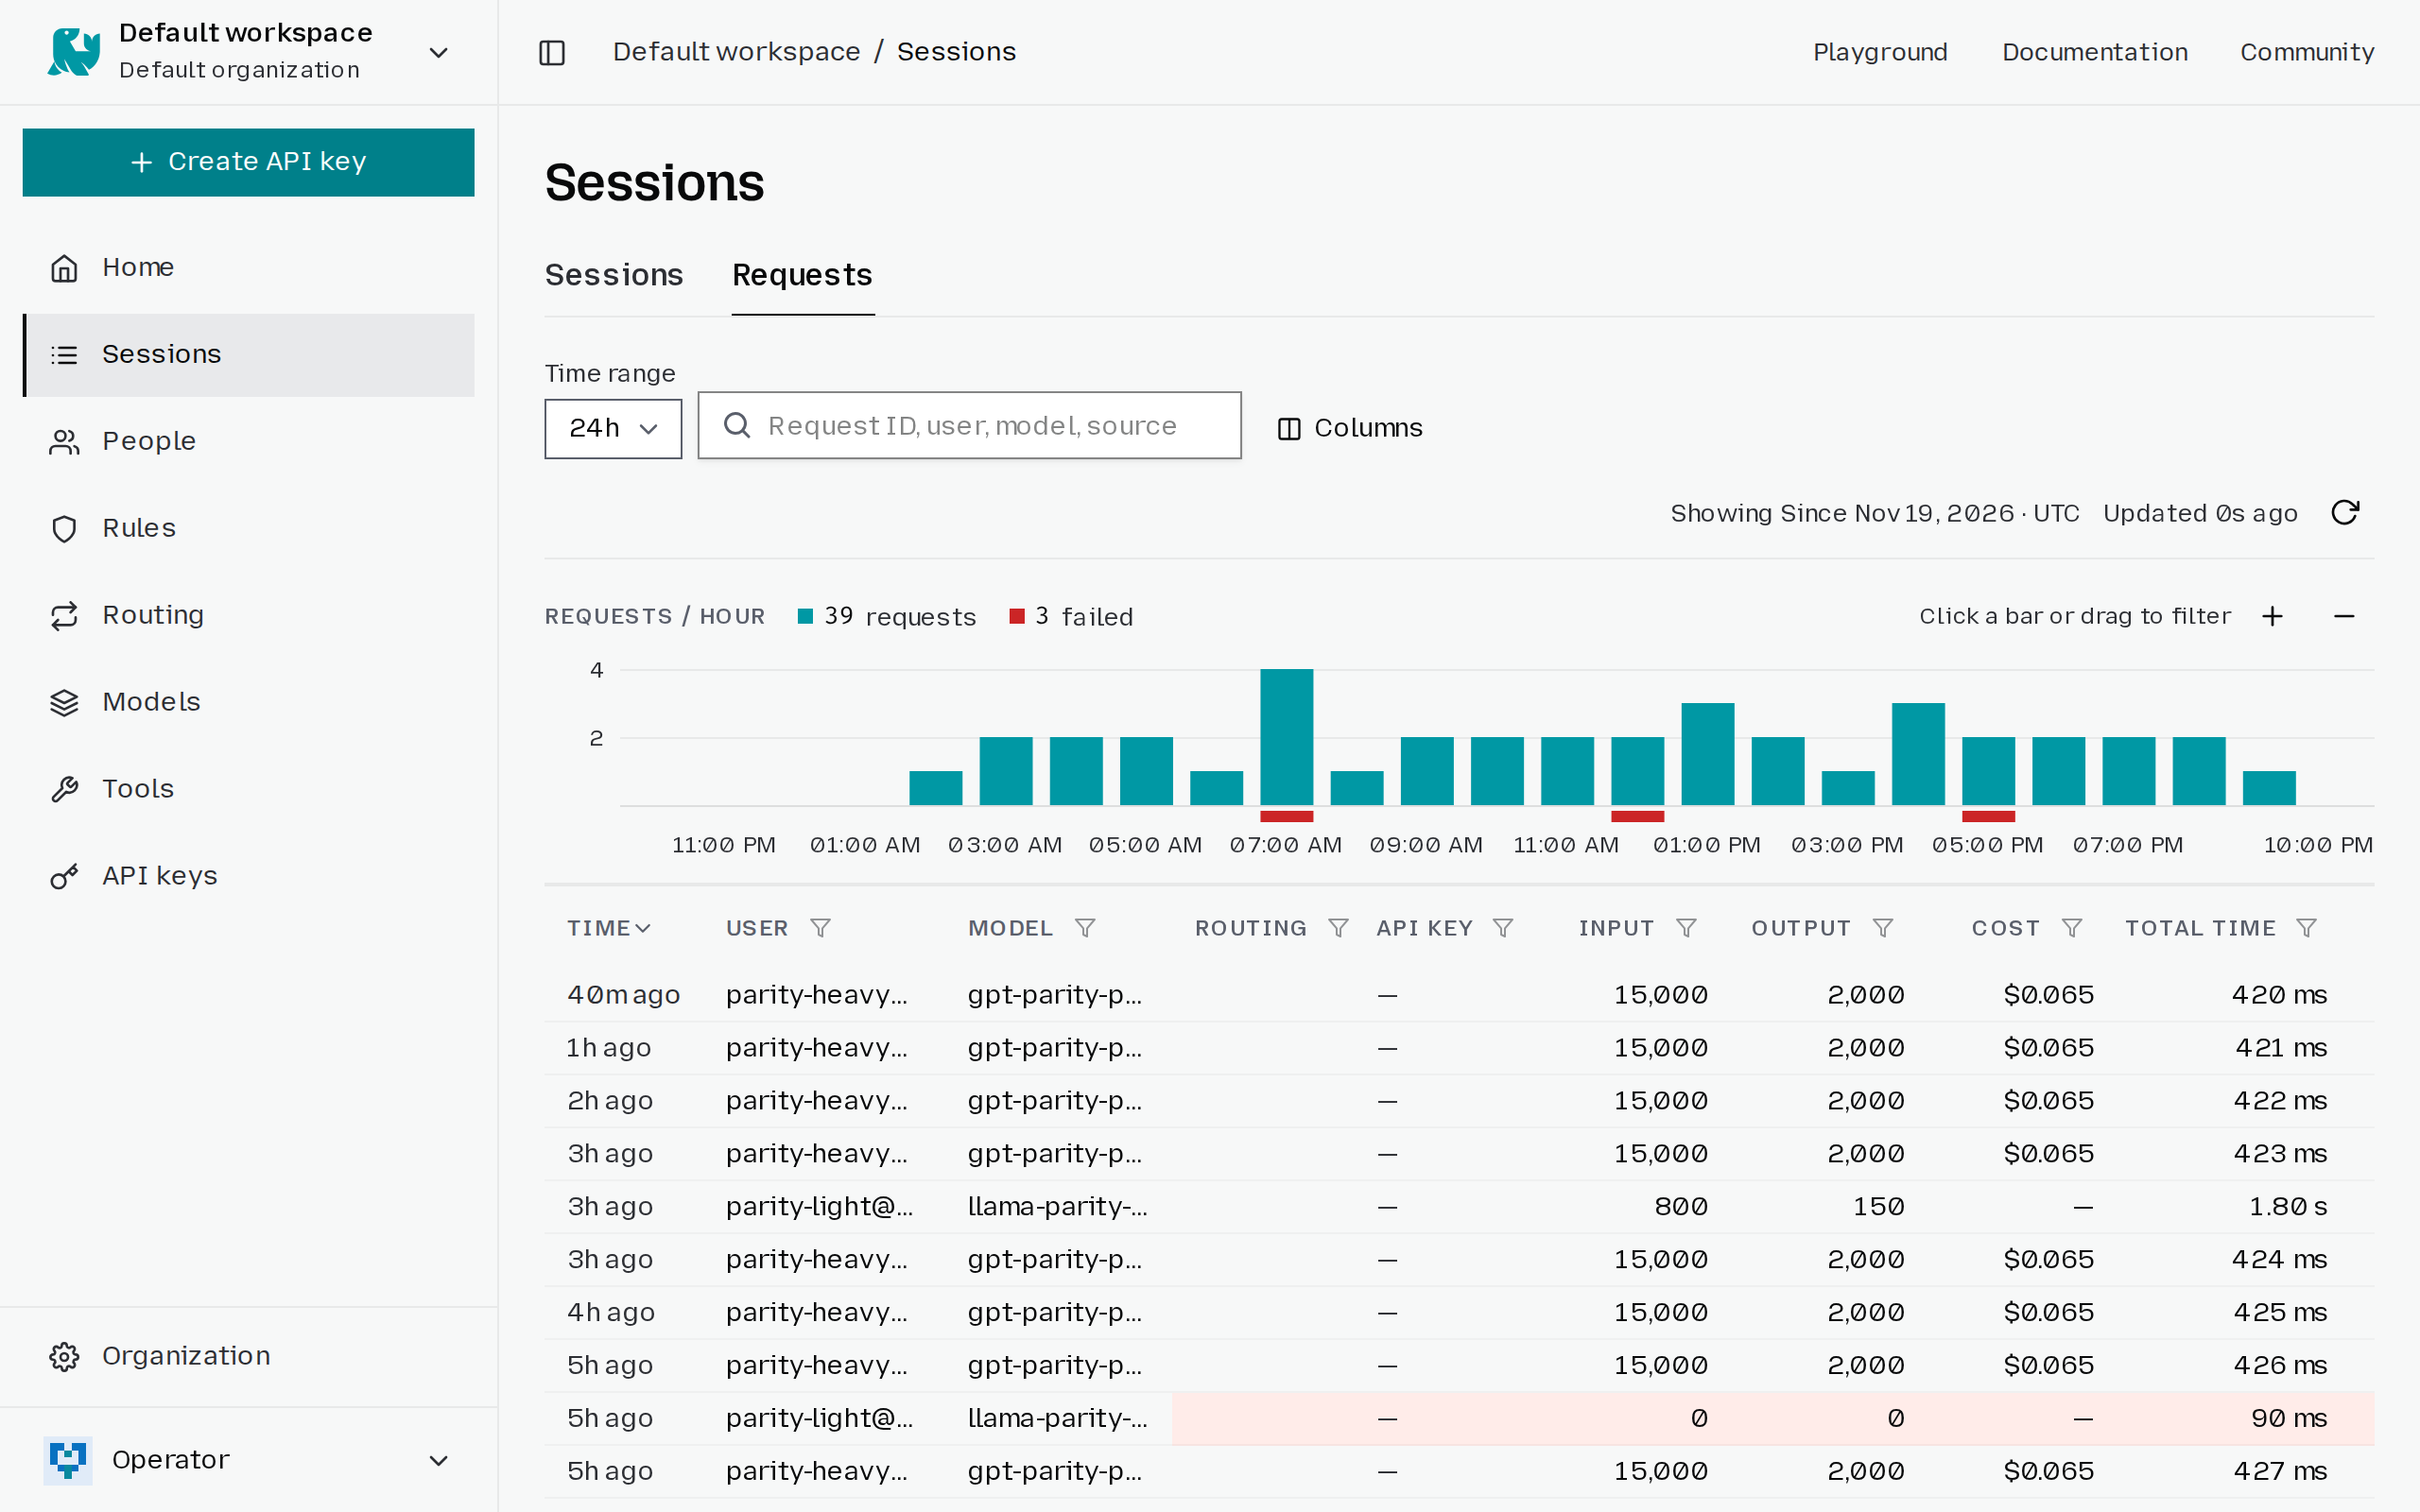 Default workspace
Default organization
Default workspace / Sessions
Playground Documentation Community
Create API key
Home
Sessions
People
Rules
Routing
Models
Tools
API keys
Organization
Operator
Sessions
Sessions Requests
Time range
24h
Request ID, user, model, source
Columns
Showing Since Nov 19, 2026 · UTC Updated 0s ago
REQUESTS / HOUR 39 requests 3 failed
Click a bar or drag to filter
4
2
11:00 PM 01:00 AM 03:00 AM 05:00 AM 07:00 AM 09:00 AM 11:00 AM 01:00 PM 03:00 PM 05:00 PM 07:00 PM 10:00 PM
TIME USER MODEL ROUTING API KEY INPUT OUTPUT COST TOTAL TIME
40m ago parity-heavy... gpt-parity-p... — 15,000 2,000 $0.065 420 ms
1h ago parity-heavy... gpt-parity-p... — 15,000 2,000 $0.065 421 ms
2h ago parity-heavy... gpt-parity-p... — 15,000 2,000 $0.065 422 ms
3h ago parity-heavy... gpt-parity-p... — 15,000 2,000 $0.065 423 ms
3h ago parity-light@... llama-parity-... — 800 150 — 1.80 s
3h ago parity-heavy... gpt-parity-p... — 15,000 2,000 $0.065 424 ms
4h ago parity-heavy... gpt-parity-p... — 15,000 2,000 $0.065 425 ms
5h ago parity-heavy... gpt-parity-p... — 15,000 2,000 $0.065 426 ms
5h ago parity-light@... llama-parity-... — 0 0 — 90 ms
5h ago parity-heavy... gpt-parity-p... — 15,000 2,000 $0.065 427 ms